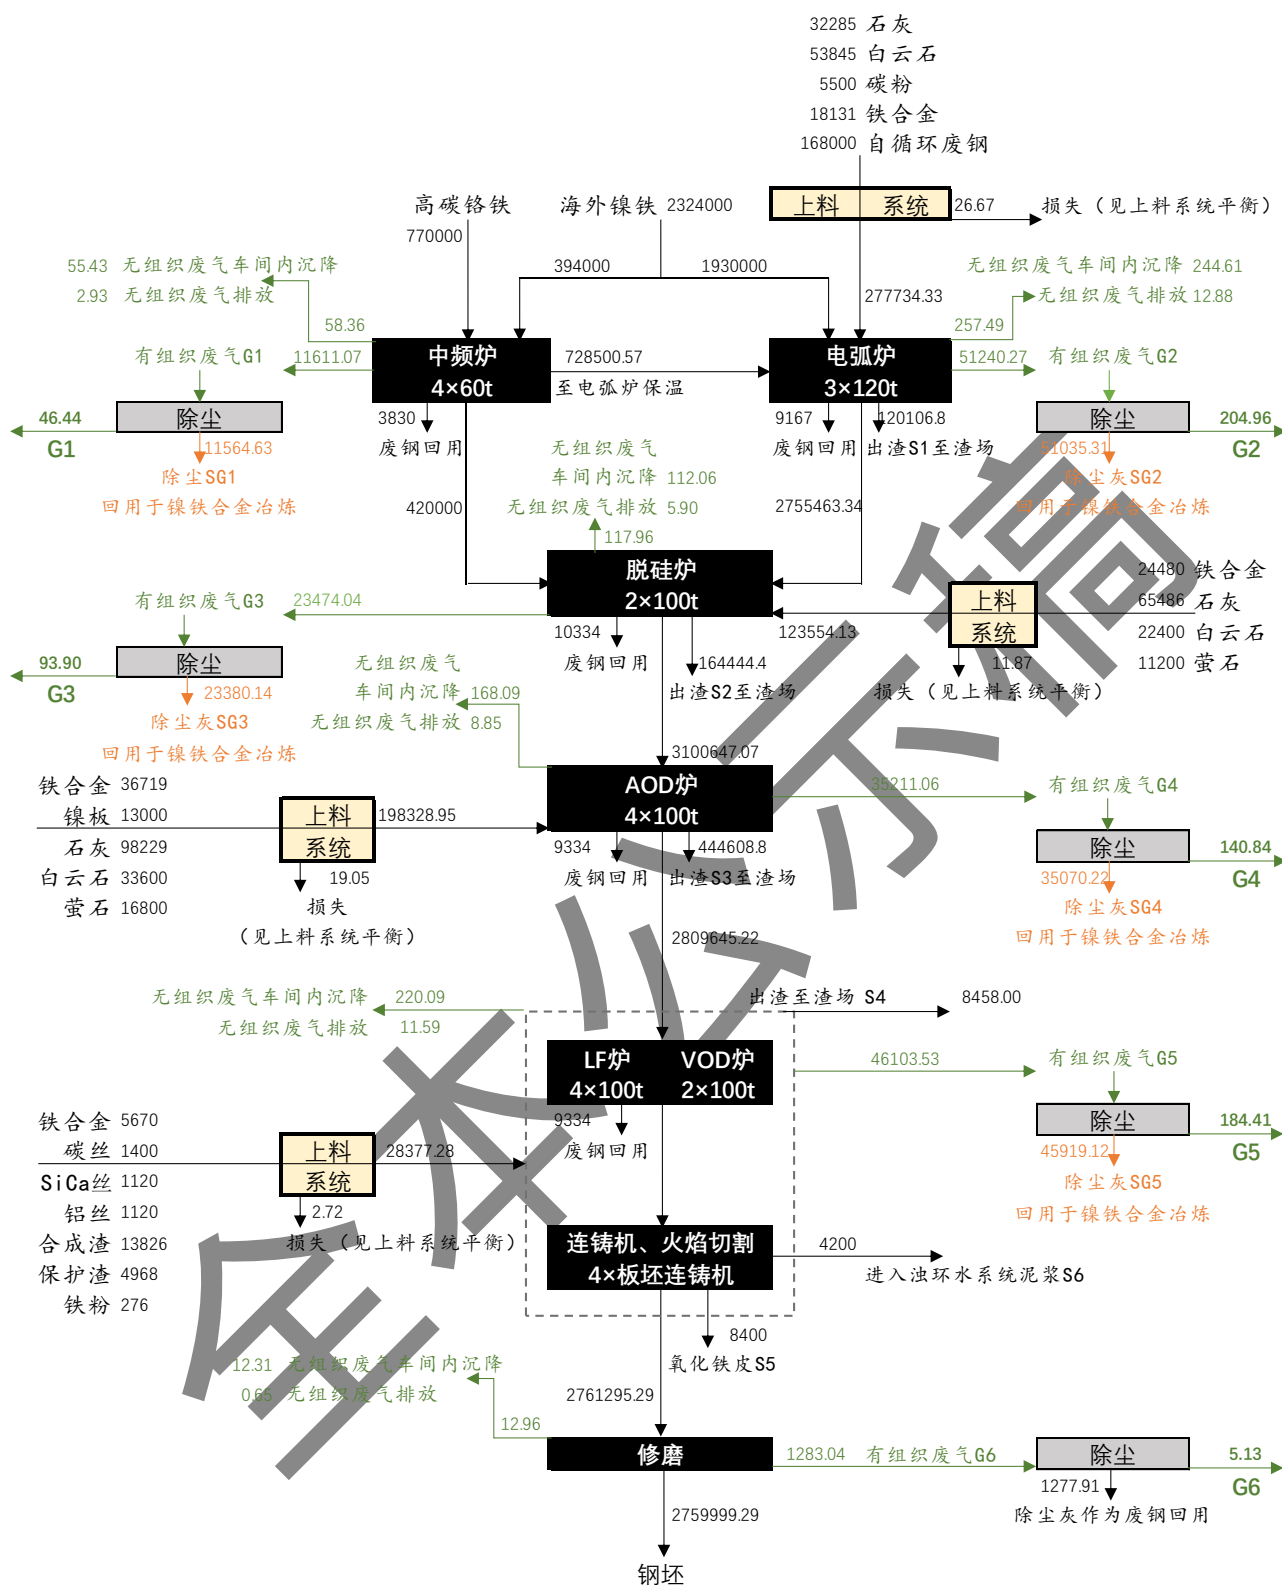 32285 石灰
53845 白云石
5500 碳粉
18131 铁合金
168000 自循环废钢
上料 系统
26.67 损失（见上料系统平衡）
高碳铬铁
770000
海外镍铁 2324000
394000 1930000
277734.33
55.43 无组织废气车间内沉降
2.93 无组织废气排放
58.36
无组织废气车间内沉降 244.61
无组织废气排放 12.88
257.49
有组织废气G1
11611.07
中频炉
4×60t
728500.57
至电弧炉保温
电弧炉
3×120t
51240.27
有组织废气G2
除尘
46.44
G1
11564.63
除尘SG1
回用于镍铁合金冶炼
3830
废钢回用
420000
9167
废钢回用
120106.8
出渣S1至渣场
2755463.34
除尘
204.96
G2
51035.31
除尘灰SG2
回用于镍铁合金冶炼
无组织废气
车间内沉降 112.06
无组织废气排放 5.90
117.96
脱硅炉
2×100t
有组织废气G3
23474.04
除尘
93.90
G3
23380.14
除尘灰SG3
回用于镍铁合金冶炼
10334
废钢回用
164444.4
出渣S2至渣场
123554.13
上料
系统
24480 铁合金
65486 石灰
22400 白云石
11200 萤石
11.87
损失（见上料系统平衡）
无组织废气
车间内沉降 168.09
无组织废气排放 8.85
3100647.07
AOD炉
4×100t
铁合金 36719
镍板 13000
石灰 98229
白云石 33600
萤石 16800
上料
系统
198328.95
19.05
损失
（见上料系统平衡）
9334
废钢回用
444608.8
出渣S3至渣场
35211.06
有组织废气G4
除尘
140.84
G4
35070.22
除尘灰SG4
回用于镍铁合金冶炼
2809645.22
无组织废气车间内沉降 220.09
无组织废气排放 11.59
出渣至渣场 S4 8458.00
LF炉 VOD炉
4×100t 2×100t
9334
废钢回用
46103.53
有组织废气G5
除尘
184.41
G5
45919.12
除尘灰SG5
回用于镍铁合金冶炼
铁合金 5670
碳丝 1400
SiCa丝 1120
铝丝 1120
合成渣 13826
保护渣 4968
铁粉 276
上料
系统
28377.28
2.72
损失（见上料系统平衡）
连铸机、火焰切割
4×板坯连铸机
4200
进入浊环水系统泥浆S6
8400
氧化铁皮S5
2761295.29
12.31 无组织废气车间内沉降
0.65 无组织废气排放
12.96
修磨
1283.04 有组织废气G6
除尘
5.13
G6
1277.91
除尘灰作为废钢回用
2759999.29
钢坯
全本公示稿